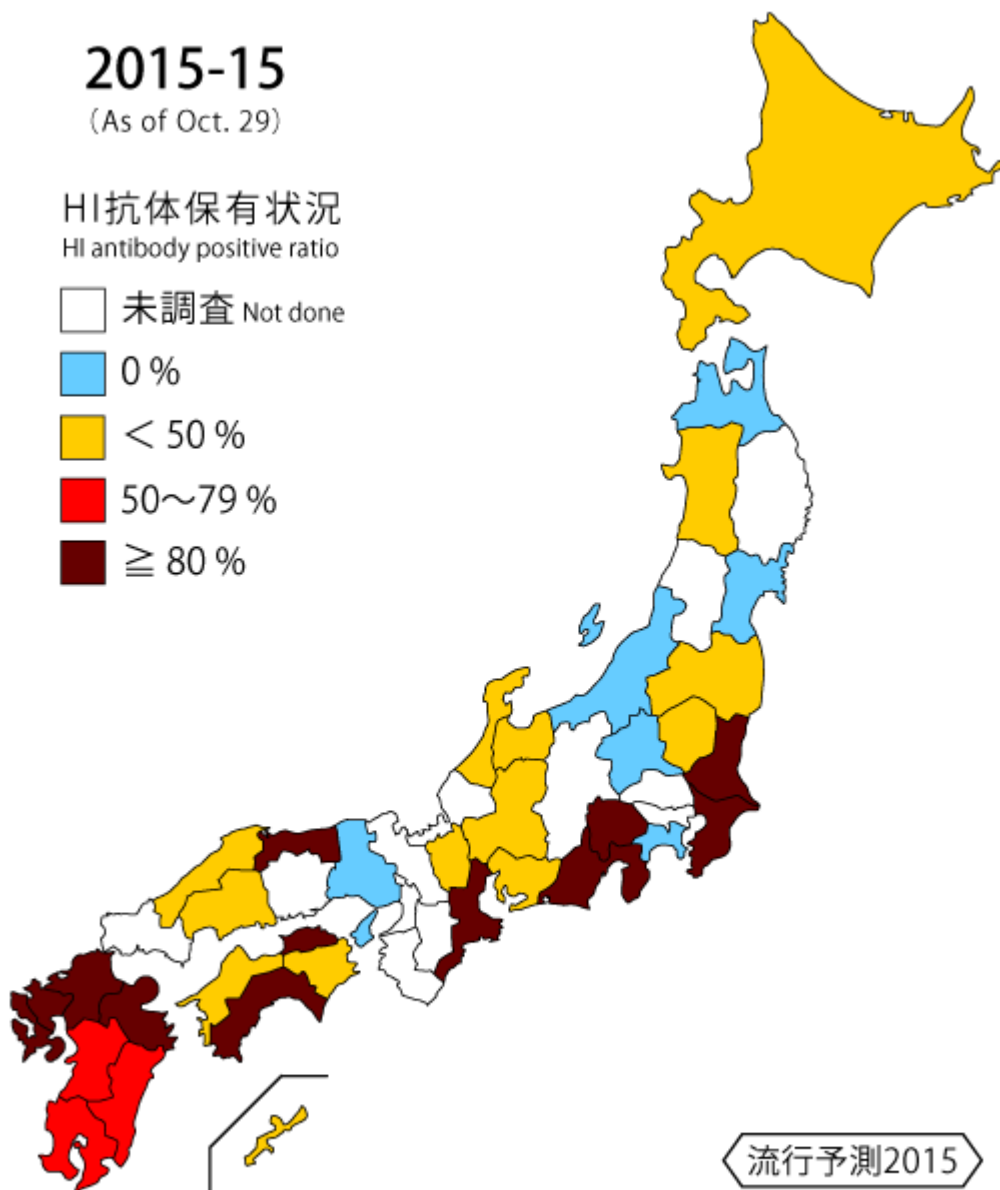 2015-15
（As of Oct. 29）
HI抗体保有状況
HI antibody positive ratio
未調査 Not done
0 %
＜ 50 %
50～79 %
≧ 80 %
流行予測2015